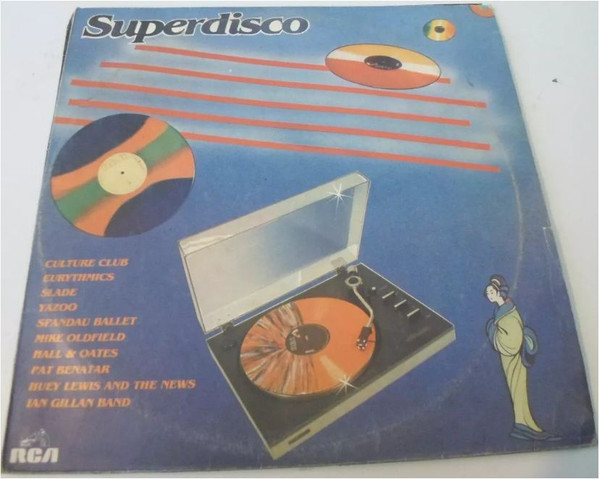 Superdisco
CULTURE CLUB
EURYTHMICS
SLADE
YAZOO
SPANDAU BALLET
MIKE OLDFIELD
HALL & OATES
PAT BENATAR
HUEY LEWIS AND THE NEWS
IAN GILLAN BAND
RCA